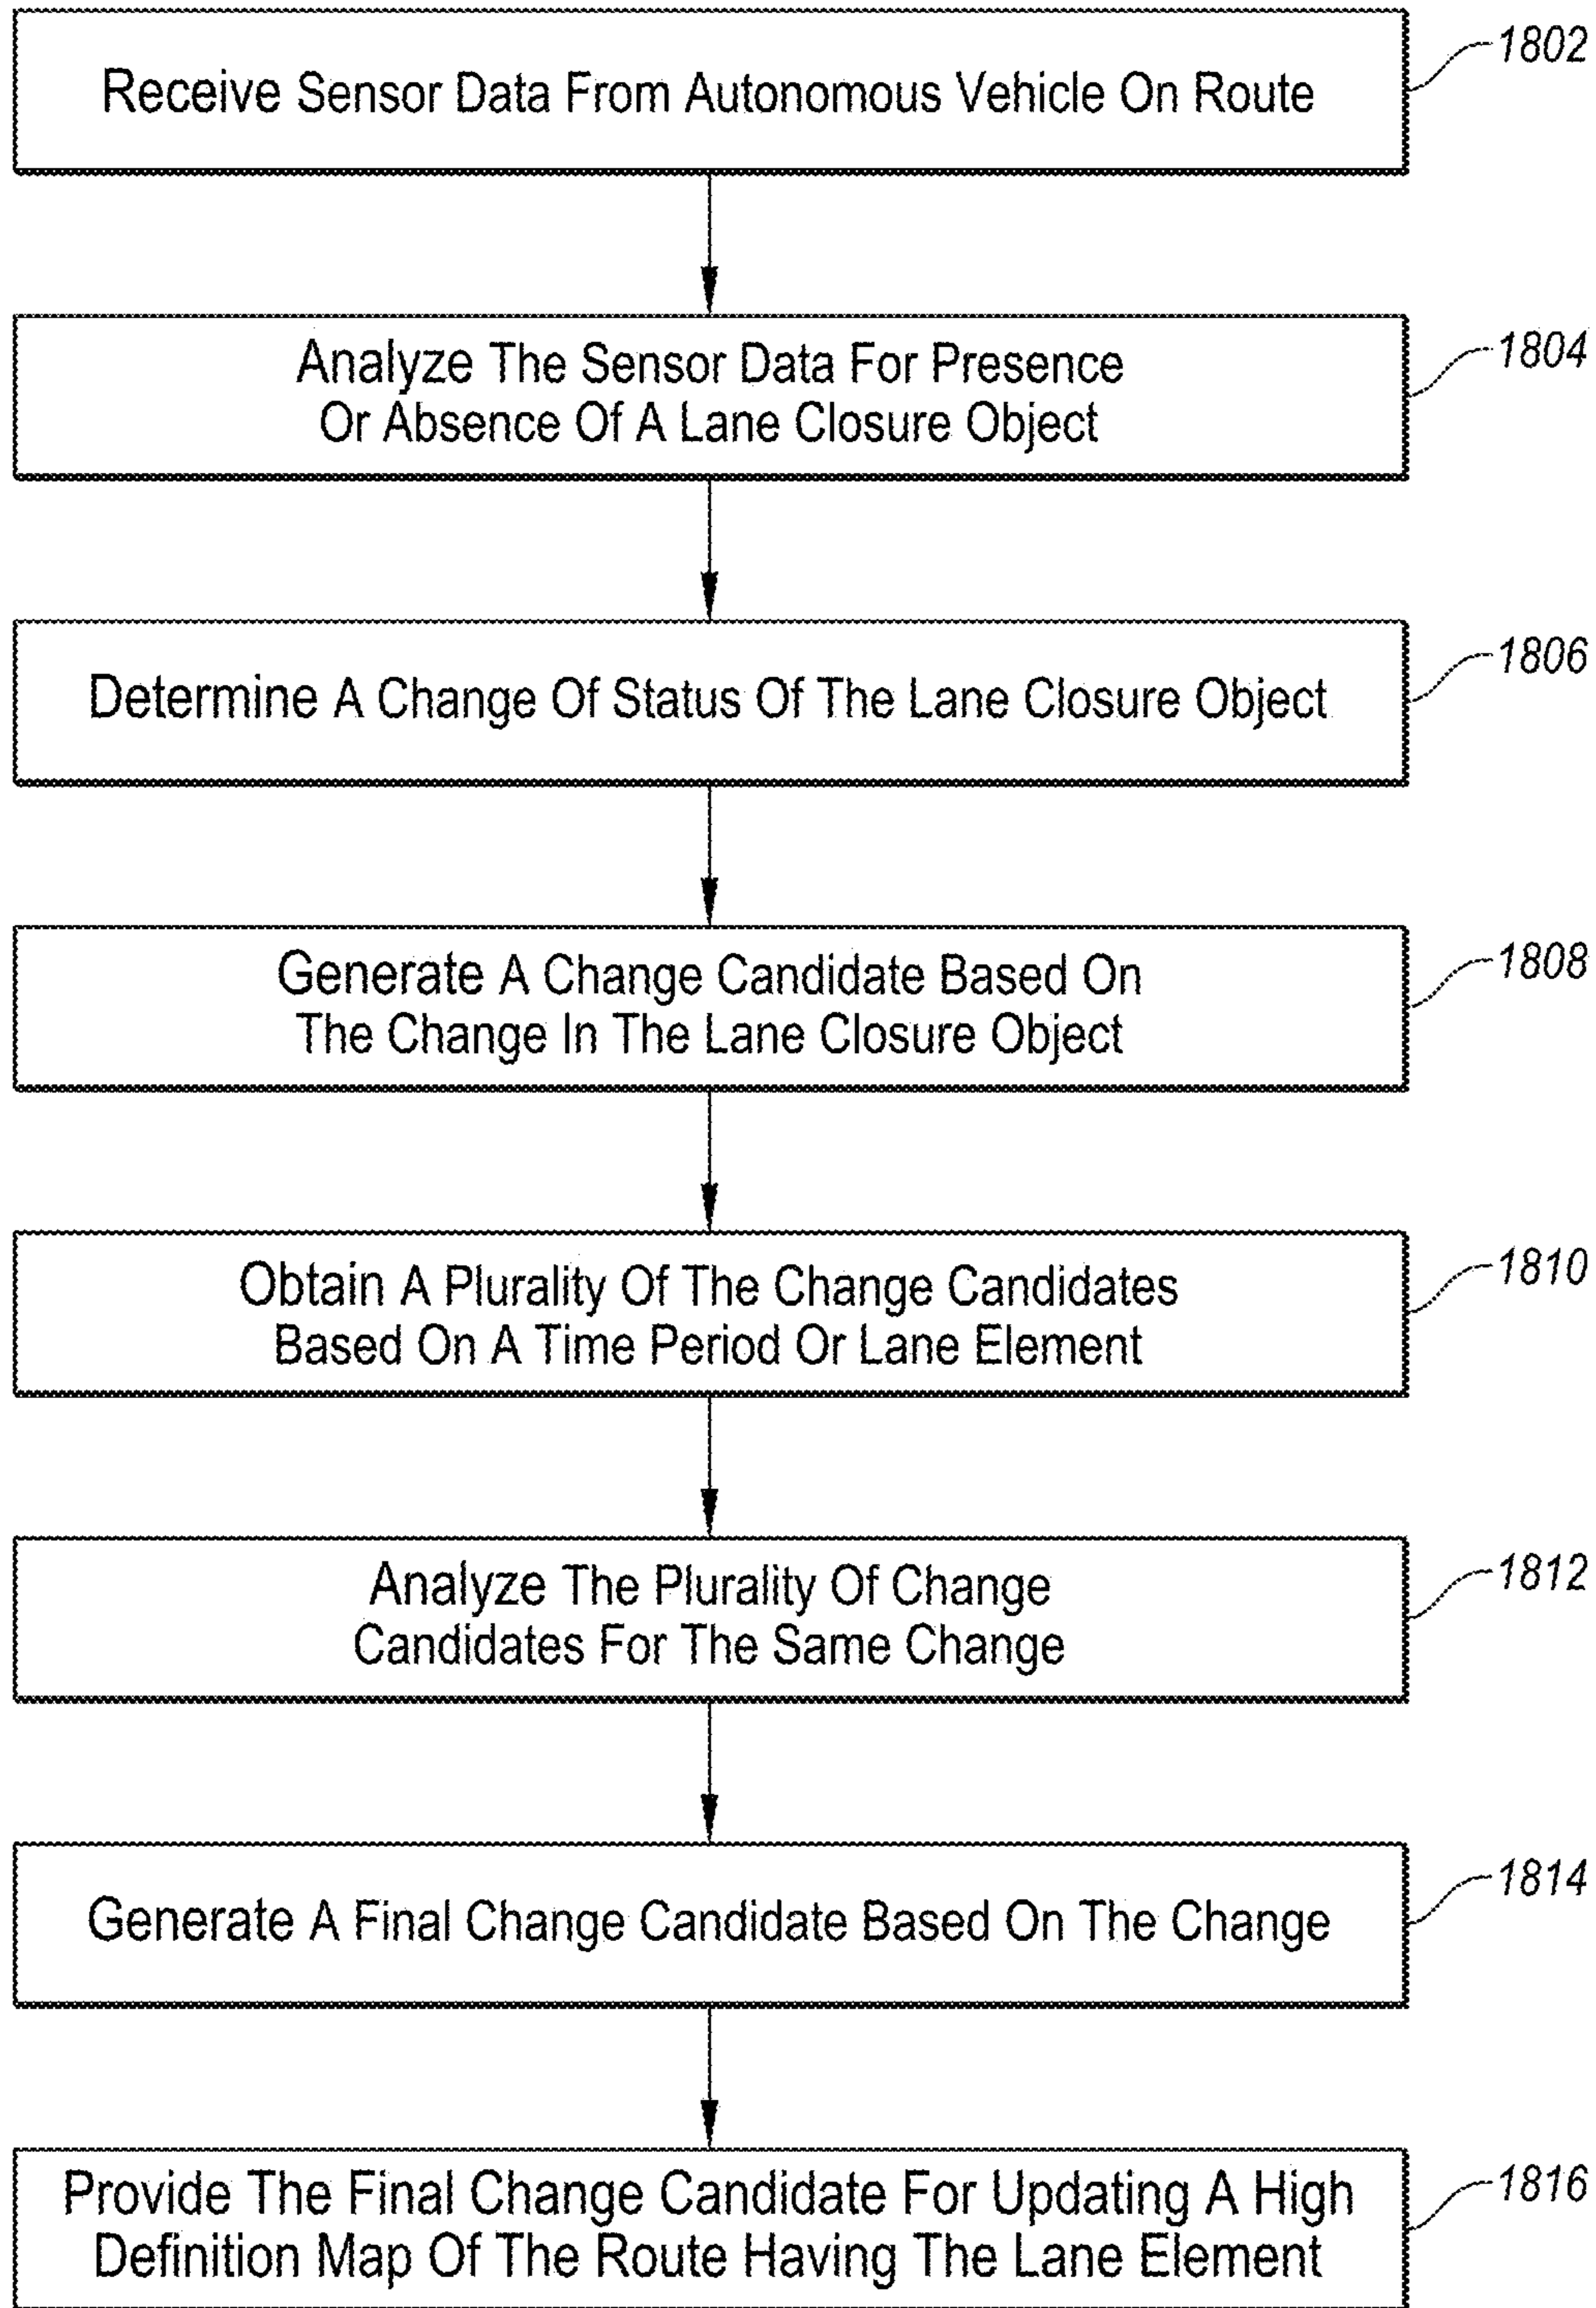 Receive Sensor Data From Autonomous Vehicle On Route
1802
Analyze The Sensor Data For Presence
Or Absence Of A Lane Closure Object
1804
Determine A Change Of Status Of The Lane Closure Object
1806
Generate A Change Candidate Based On
The Change In The Lane Closure Object
1808
Obtain A Plurality Of The Change Candidates
Based On A Time Period Or Lane Element
1810
Analyze The Plurality Of Change
Candidates For The Same Change
1812
Generate A Final Change Candidate Based On The Change
1814
Provide The Final Change Candidate For Updating A High
Definition Map Of The Route Having The Lane Element
1816